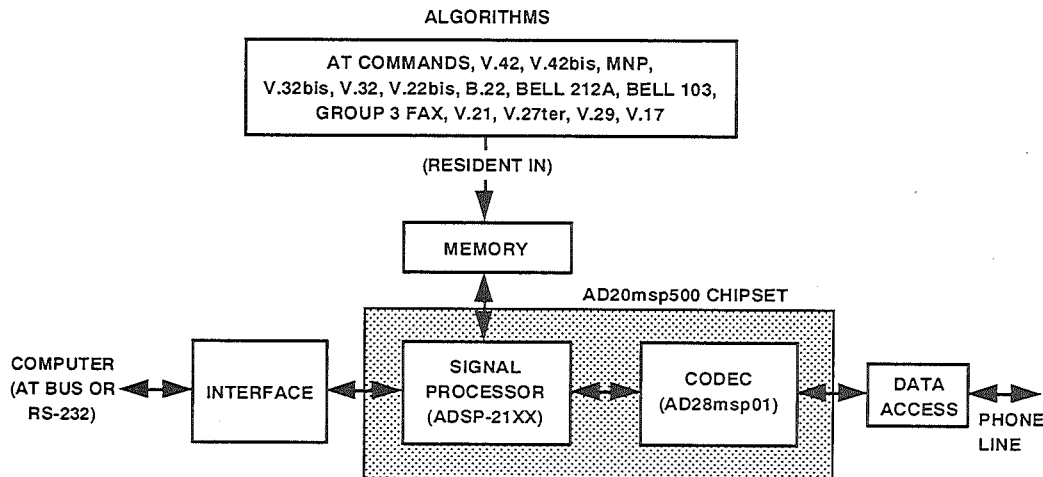 ALGORITHMS
AT COMMANDS, V.42, V.42bis, MNP,
V.32bis, V.32, V.22bis, B.22, BELL 212A, BELL 103,
GROUP 3 FAX, V.21, V.27ter, V.29, V.17
(RESIDENT IN)
MEMORY
AD20msp500 CHIPSET
COMPUTER
(AT BUS OR
RS-232)
INTERFACE
SIGNAL
PROCESSOR
(ADSP-21XX)
CODEC
(AD28msp01)
DATA
ACCESS
PHONE
LINE